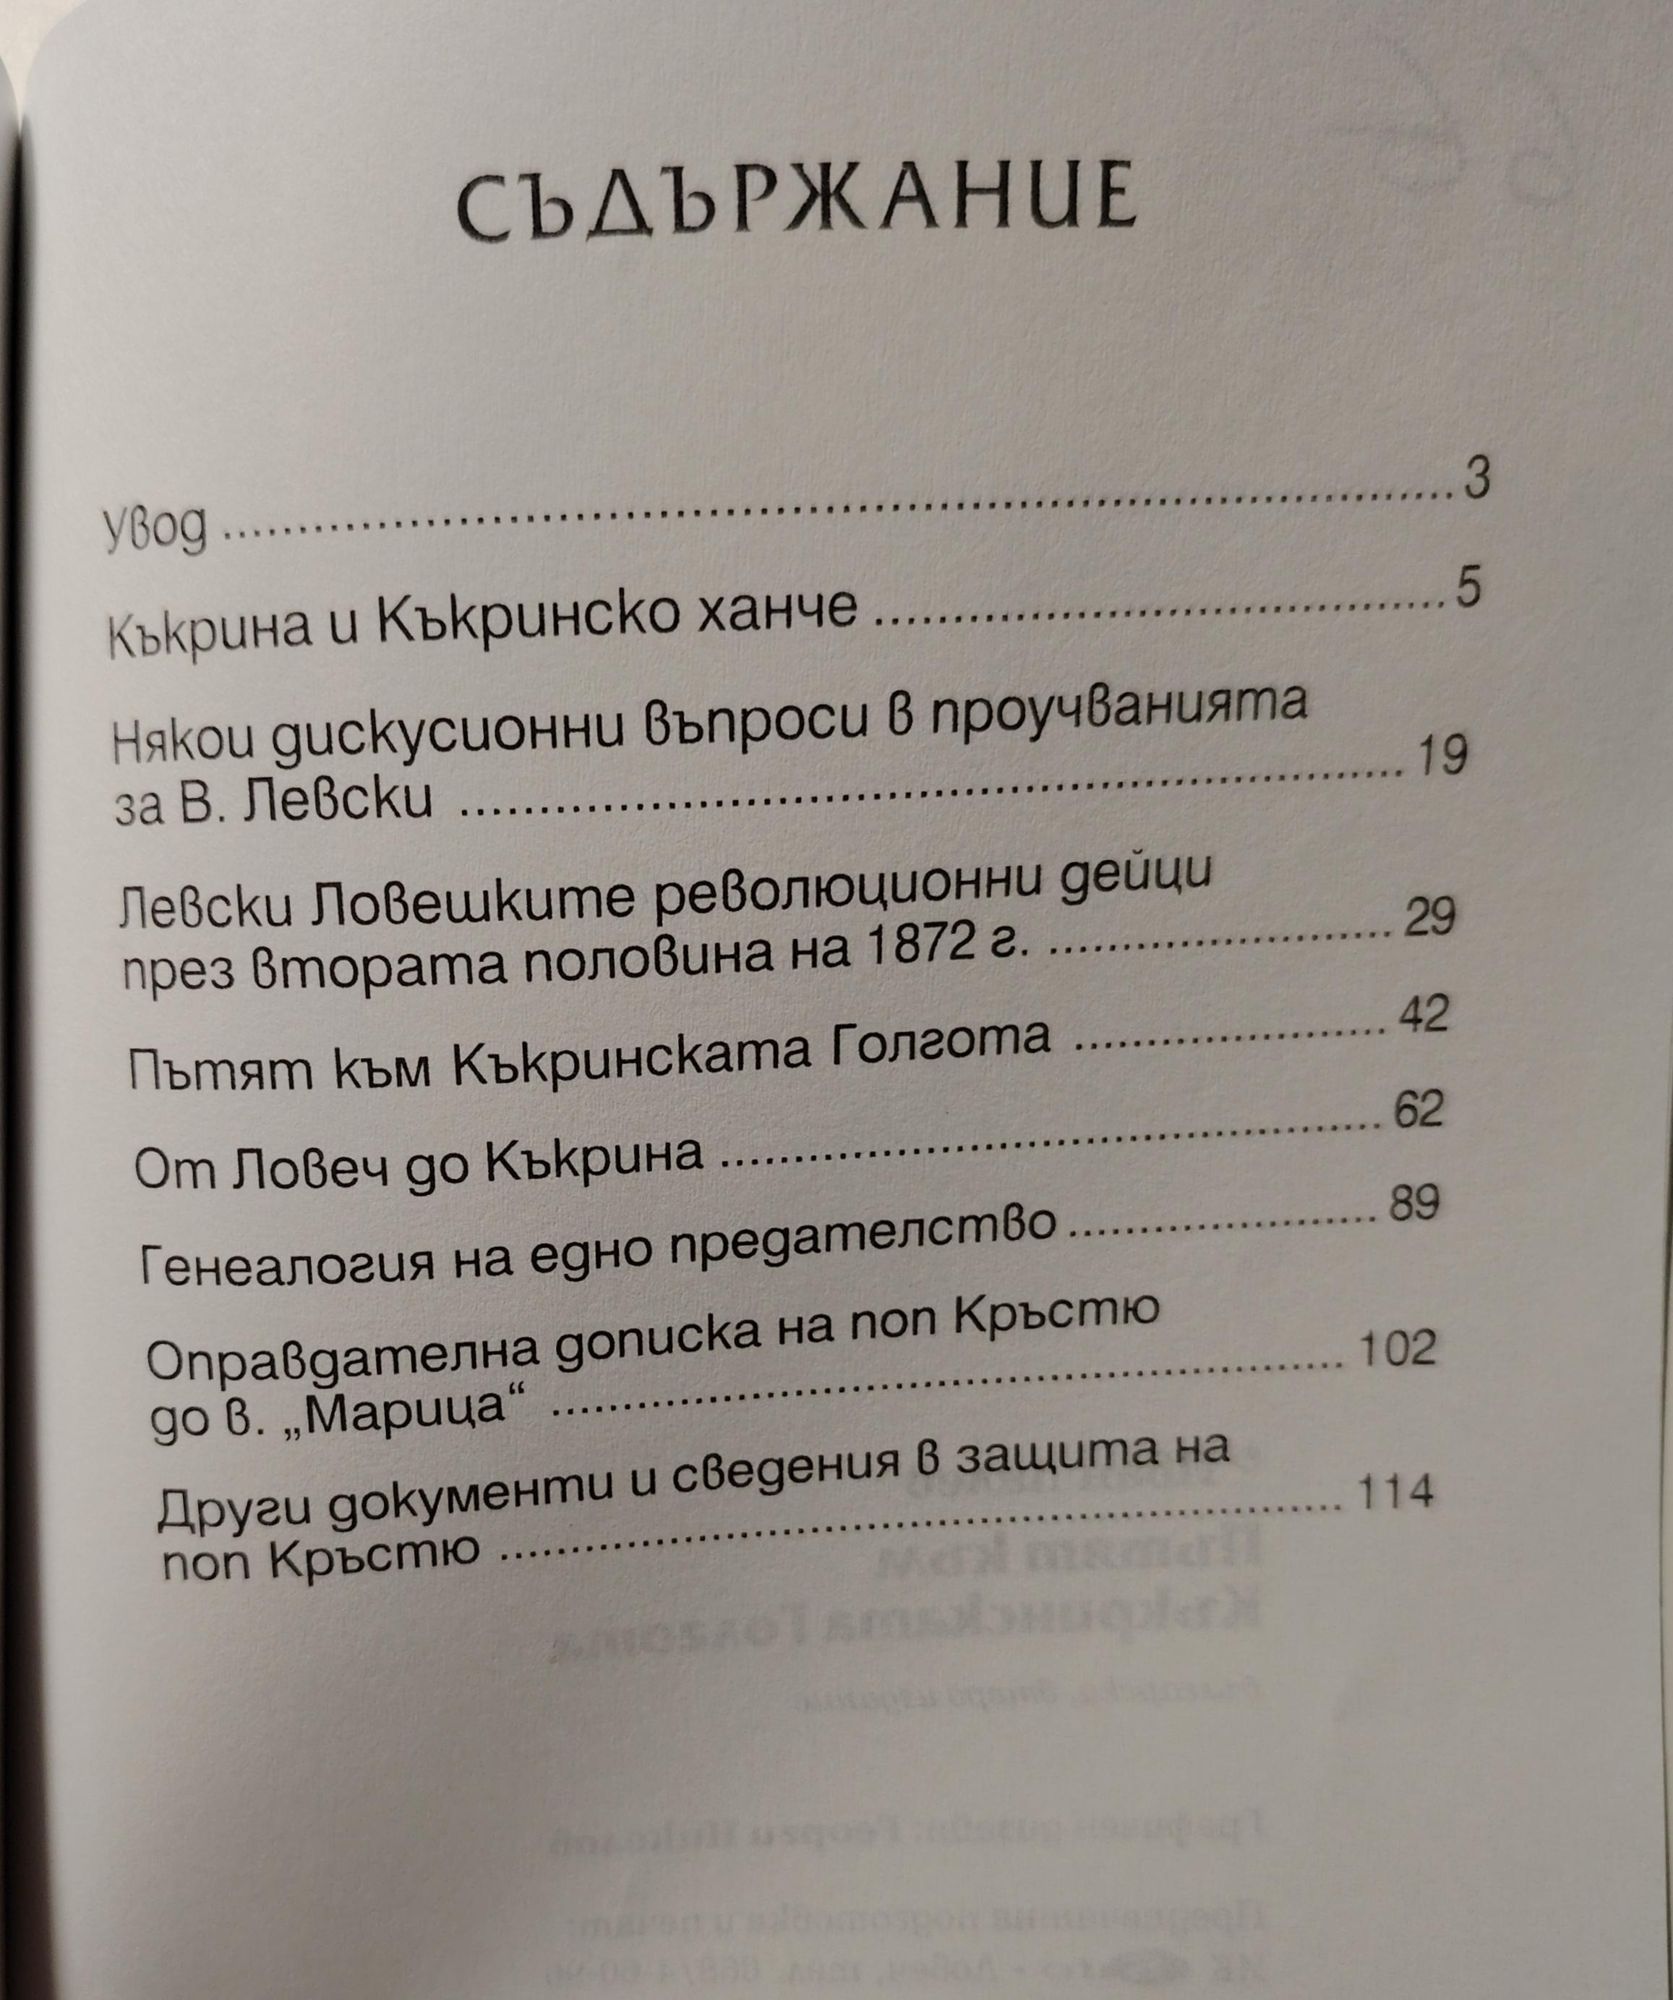 СЪДЪРЖАНИЕ
Увод ........ 3
Къкрина и Къкринско ханче ........ 5
Някои дискусионни въпроси в проучванията
за В. Левски ........ 19
Левски Ловешките революционни дейци
през втората половина на 1872 г. ........ 29
Пътят към Къкринската Голгота ........ 42
От Ловеч до Къкрина ........ 62
Генеалогия на едно предателство ........ 89
Оправдателна дописка на поп Кръстю
до в. „Марица“ ........ 102
Други документи и сведения в защита на
поп Кръстю ........ 114